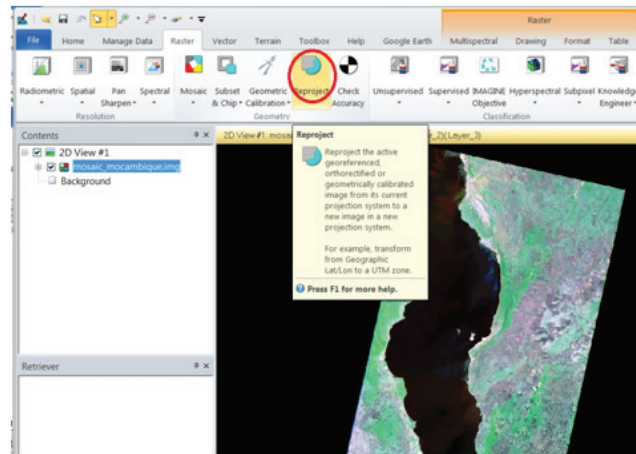 Raster
File Home Manage Data Raster Vector Terrain Toolbox Help Google Earth Multispectral Drawing Format Table
Radiometric Spatial Pan Sharpen Spectral Mosaic Subset & Chip Geometric Calibration Reproject Check Accuracy Unsupervised Supervised IMAGINE Objective Hyperspectral Subpixel Knowledge Engineer
Resolution Geometry Classification
Contents
2D View #1: mosai r_2)(:Layer_3)
2D View #1
mosaic_mocambique.img
Background
Reproject
Reproject the active
georeferenced,
orthorectified or
geometrically calibrated
image from its current
projection system to a
new image in a new
projection system.
For example, transform
from Geographic
Lat/Lon to a UTM zone.
Press F1 for more help.
Retriever